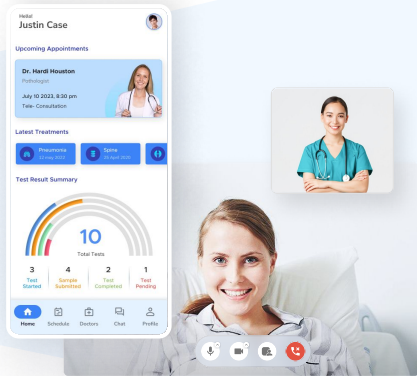 Hello!
Justin Case
Upcoming Appointments
Dr. Hardi Houston
Pathologist
July 10 2023, 8:30 pm
Tele- Consultation
Latest Treatments
Pneumonia
Spine
Test Result Summary
10
Total Tests
3 4 2 1
Test Sample Test Test
Started Submitted Completed Pending
Home Schedule Doctors Chat Profile